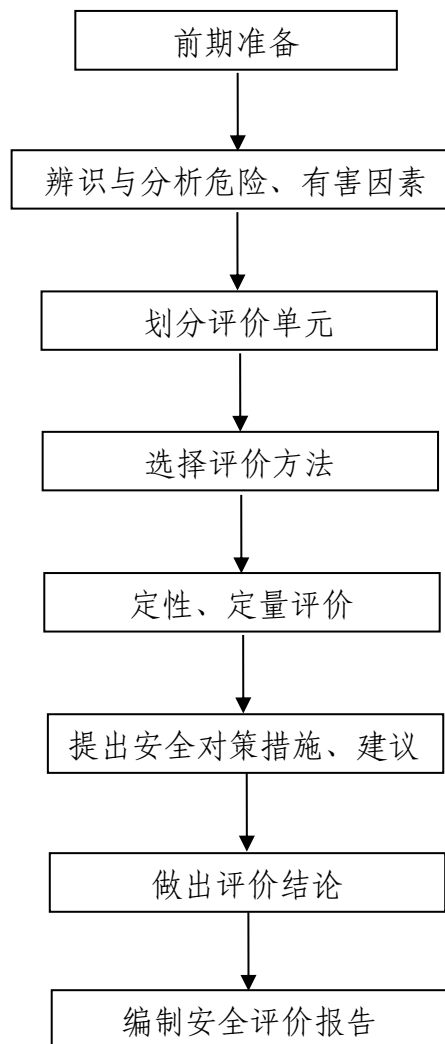 前期准备
辨识与分析危险、有害因素
划分评价单元
选择评价方法
定性、定量评价
提出安全对策措施、建议
做出评价结论
编制安全评价报告